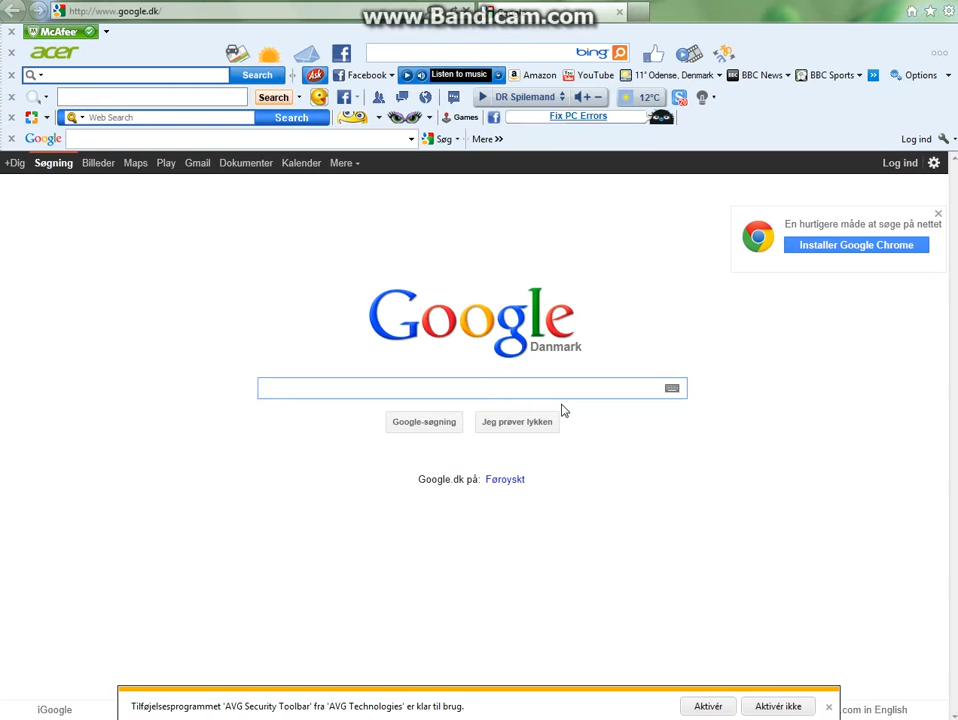 http://www.google.dk/
www.Bandicam.com
McAfee
acer
bing
Search
Ask
Facebook
Listen to music
Amazon
YouTube
11° Odense, Denmark
BBC News
BBC Sports
Options
Search
DR Spilemand
12°C
Web Search
Search
Games
Fix PC Errors
Google
Søg
Mere
Log ind
+Dig Søgning Billeder Maps Play Gmail Dokumenter Kalender Mere
Log ind
En hurtigere måde at søge på nettet
Installer Google Chrome
Google
Danmark
Google-søgning
Jeg prøver lykken
Google.dk på: Føroyskt
Tilføjelsesprogrammet 'AVG Security Toolbar' fra 'AVG Technologies' er klar til brug.
Aktivér
Aktivér ikke
iGoogle
.com in English